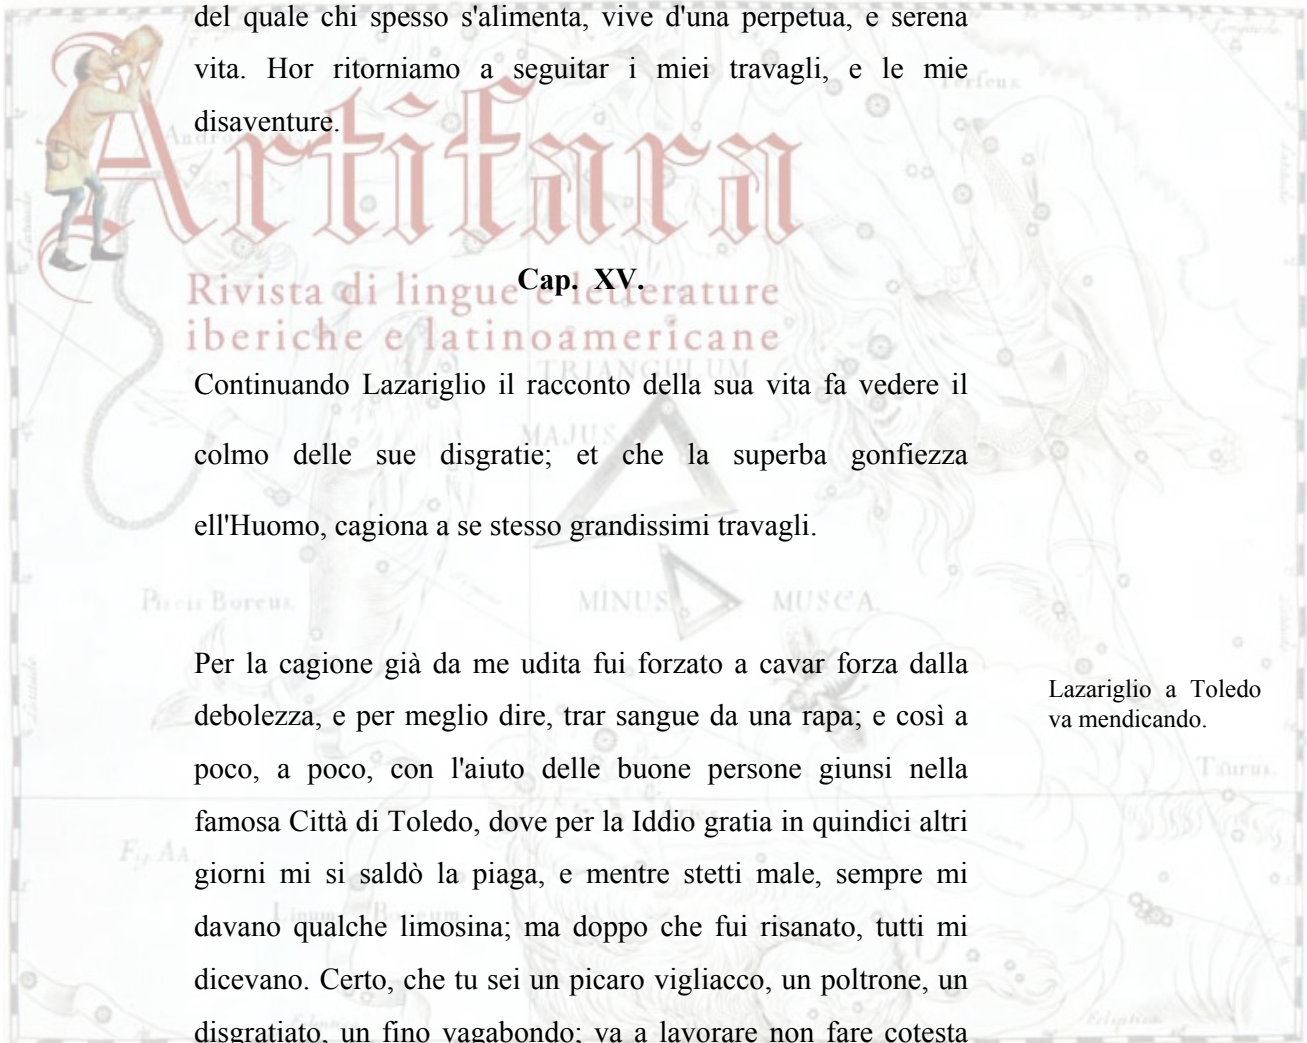 del quale chi spesso s'alimenta, vive d'una perpetua, e serena
vita. Hor ritorniamo a seguitar i miei travagli, e le mie
disaventure.
Artifara
Cap. XV.
Rivista di lingue e letterature
iberiche e latinoamericane
TRIANGULUM
Continuando Lazariglio il racconto della sua vita fa vedere il
MAJUS
colmo delle sue disgratie; et che la superba gonfiezza
ell'Huomo, cagiona a se stesso grandissimi travagli.
Piscis Boreus.
MINUS
MUSCA.
Per la cagione già da me udita fui forzato a cavar forza dalla
debolezza, e per meglio dire, trar sangue da una rapa; e così a
poco, a poco, con l'aiuto delle buone persone giunsi nella
famosa Città di Toledo, dove per la Iddio gratia in quindici altri
giorni mi si saldò la piaga, e mentre stetti male, sempre mi
davano qualche limosina; ma doppo che fui risanato, tutti mi
dicevano. Certo, che tu sei un picaro vigliacco, un poltrone, un
disgratiato, un fino vagabondo; va a lavorare non fare cotesta
Lazariglio a Toledo
va mendicando.
Taurus.
Linum Boreum